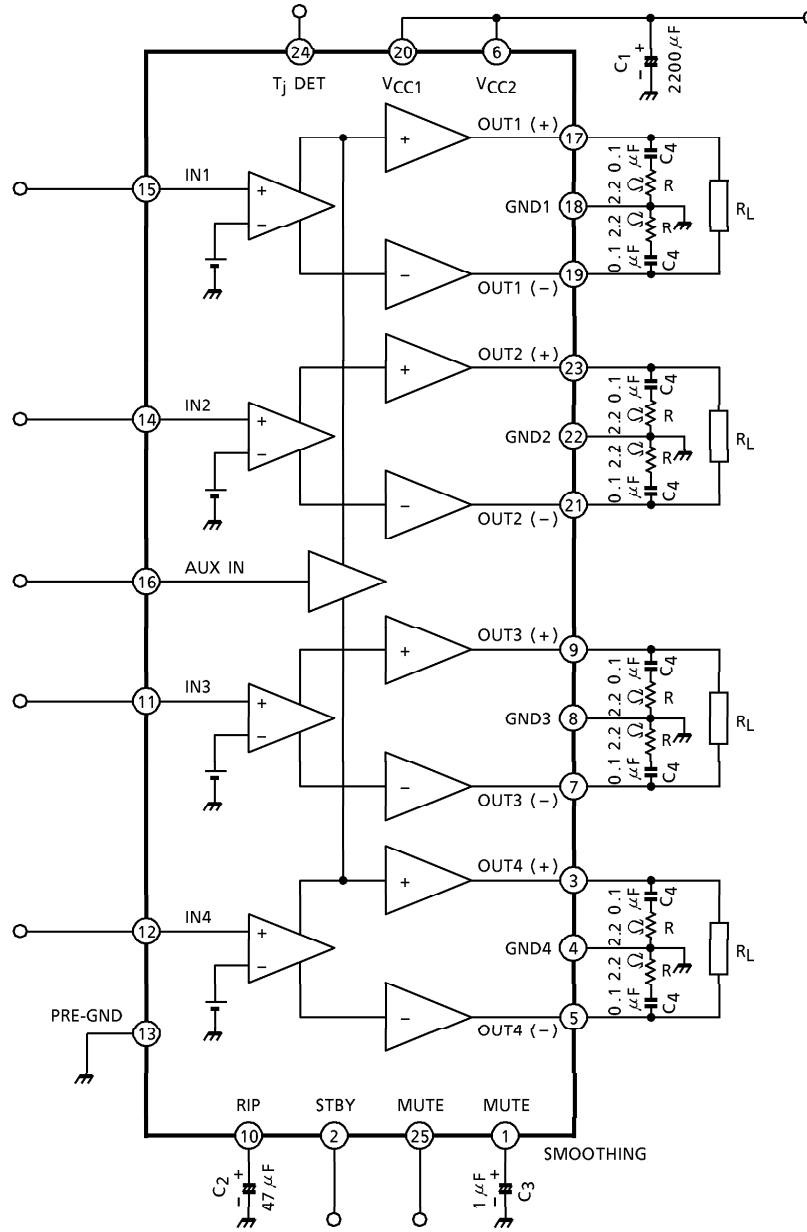 24 20 6
Tj DET VCC1 VCC2
C1 + − 2200 μF
OUT1 (+) 17
+
15 IN1 + −
GND1 18
0.1 μF C4
2.2 Ω R
2.2 Ω R
0.1 μF C4
RL
−
OUT1 (−) 19
OUT2 (+) 23
+
14 IN2 + −
GND2 22
0.1 μF C4
2.2 Ω R
2.2 Ω R
0.1 μF C4
RL
−
OUT2 (−) 21
16 AUX IN
OUT3 (+) 9
+
11 IN3 + −
GND3 8
0.1 μF C4
2.2 Ω R
2.2 Ω R
0.1 μF C4
RL
−
OUT3 (−) 7
OUT4 (+) 3
+
12 IN4 + −
GND4 4
0.1 μF C4
2.2 Ω R
2.2 Ω R
0.1 μF C4
RL
−
OUT4 (−) 5
PRE-GND 13
RIP STBY MUTE MUTE
10 2 25 1
SMOOTHING
C2 + − 47 μF
1 μF + − C3